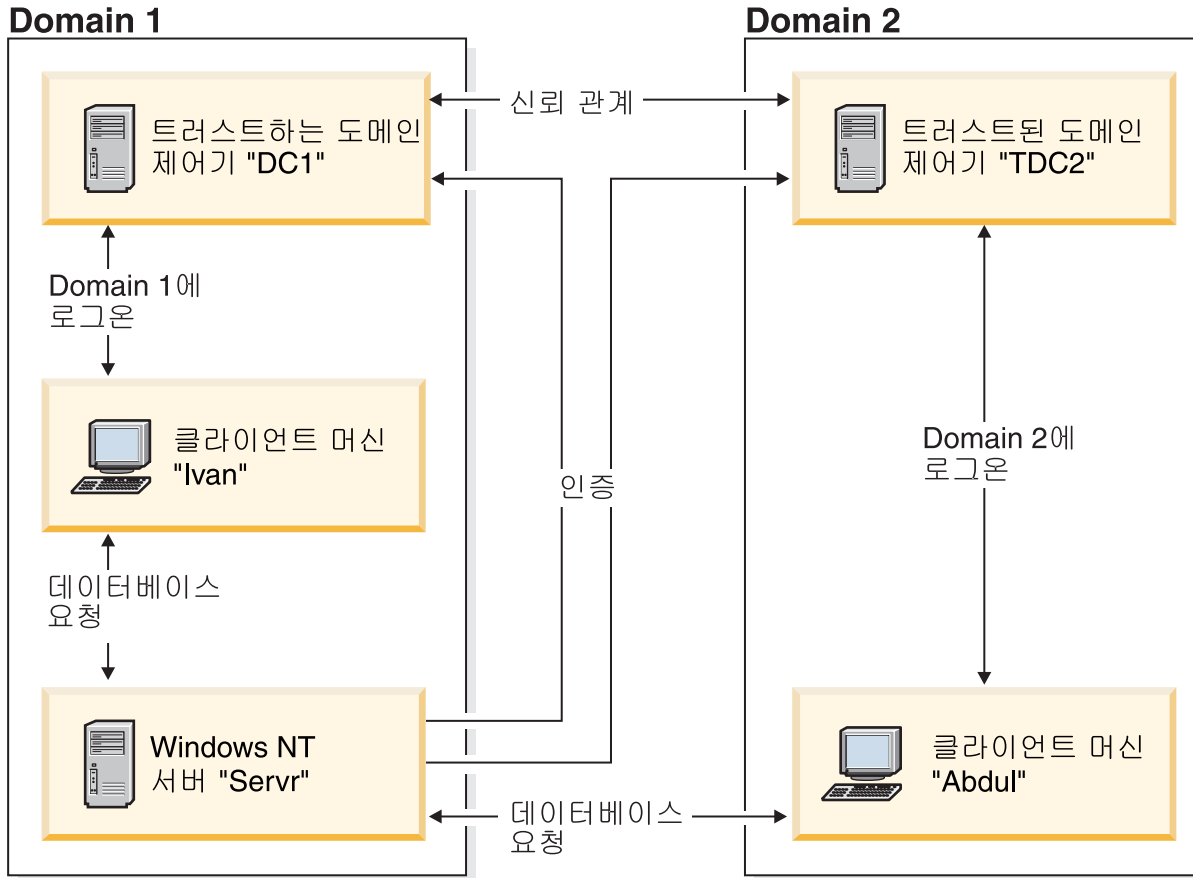 Domain 1
Domain 2
신뢰 관계
트러스트하는 도메인
제어기 "DC1"
트러스트된 도메인
제어기 "TDC2"
Domain 1에
로그온
클라이언트 머신
"Ivan"
Domain 2에
로그온
인증
데이터베이스
요청
Windows NT
서버 "Servr"
클라이언트 머신
"Abdul"
데이터베이스
요청